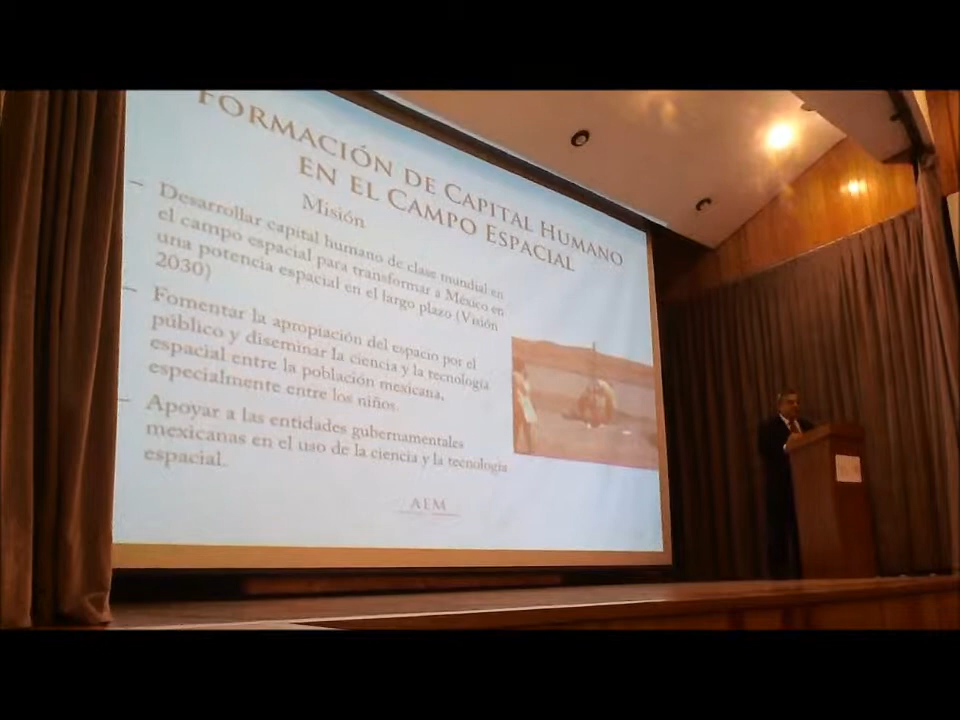 FORMACIÓN DE CAPITAL HUMANO
EN EL CAMPO ESPACIAL
Misión
– Desarrollar capital humano de clase mundial en
el campo espacial para transformar a México en
una potencia espacial en el largo plazo (Visión
2030)
– Fomentar la apropiación del espacio por el
público y diseminar la ciencia y la tecnología
espacial entre la población mexicana,
especialmente entre los niños.
– Apoyar a las entidades gubernamentales
mexicanas en el uso de la ciencia y la tecnología
espacial.
AEM